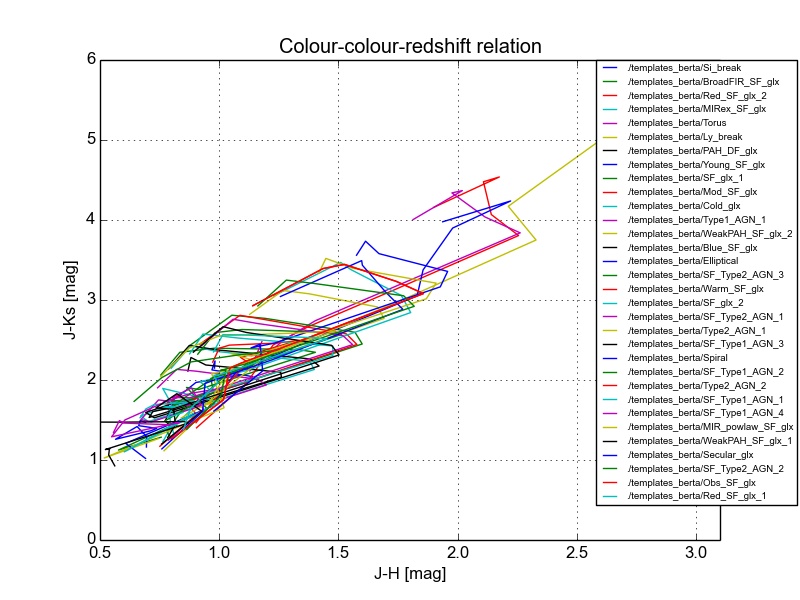 Colour-colour-redshift relation
6
5
4
3
2
1
0
J-Ks [mag]
0.5 1.0 1.5 2.0 2.5 3.0
J-H [mag]
./templates_berta/Si_break
./templates_berta/BroadFIR_SF_glx
./templates_berta/Red_SF_glx_2
./templates_berta/MIRex_SF_glx
./templates_berta/Torus
./templates_berta/Ly_break
./templates_berta/PAH_DF_glx
./templates_berta/Young_SF_glx
./templates_berta/SF_glx_1
./templates_berta/Mod_SF_glx
./templates_berta/Cold_glx
./templates_berta/Type1_AGN_1
./templates_berta/WeakPAH_SF_glx_2
./templates_berta/Blue_SF_glx
./templates_berta/Elliptical
./templates_berta/SF_Type2_AGN_3
./templates_berta/Warm_SF_glx
./templates_berta/SF_glx_2
./templates_berta/SF_Type2_AGN_1
./templates_berta/Type2_AGN_1
./templates_berta/SF_Type1_AGN_3
./templates_berta/Spiral
./templates_berta/SF_Type1_AGN_2
./templates_berta/Type2_AGN_2
./templates_berta/SF_Type1_AGN_1
./templates_berta/SF_Type1_AGN_4
./templates_berta/MIR_powlaw_SF_glx
./templates_berta/WeakPAH_SF_glx_1
./templates_berta/Secular_glx
./templates_berta/SF_Type2_AGN_2
./templates_berta/Obs_SF_glx
./templates_berta/Red_SF_glx_1